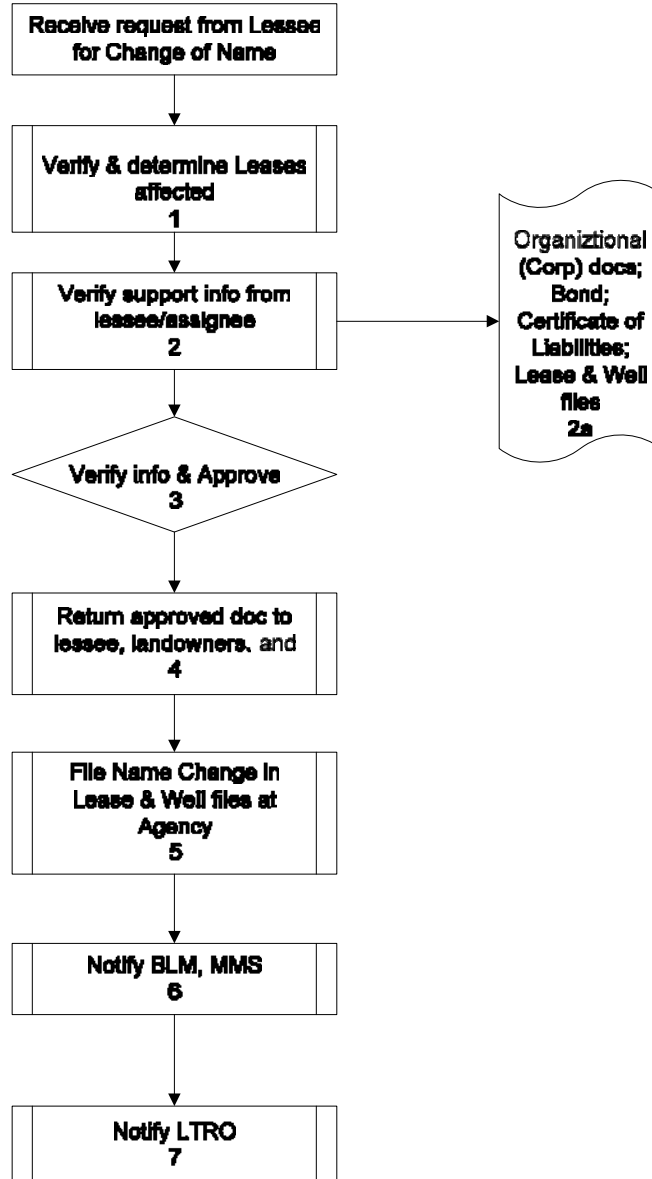 Receive request from Lessee
for Change of Name
Verify & determine Leases
affected
1
Verify support info from
lessee/assignee
2
Organiztional
(Corp) docs;
Bond;
Certificate of
Liabilities;
Lease & Well
files
2a
Verify info & Approve
3
Return approved doc to
lessee, landowners. and
4
File Name Change in
Lease & Well files at
Agency
5
Notify BLM, MMS
6
Notify LTRO
7